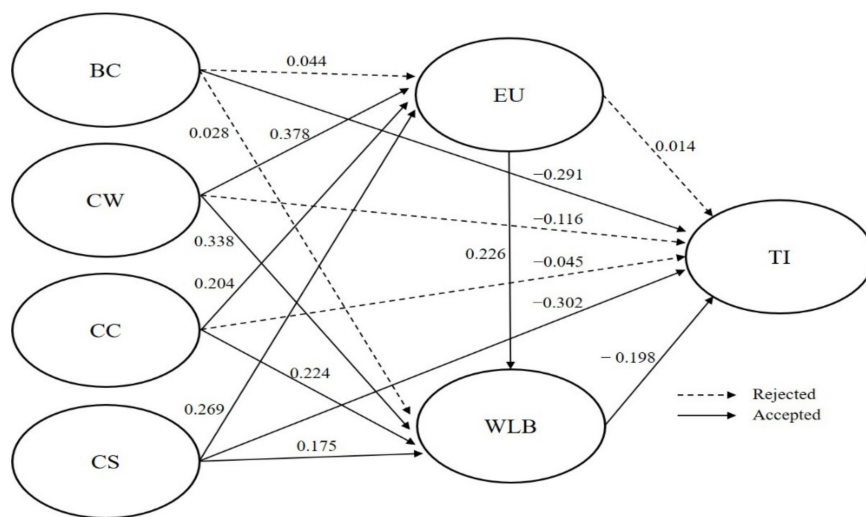 BC
0.044
EU
0.028
0.378
0.014
CW
−0.291
−0.116
0.338
0.226
−0.045
TI
0.204
−0.302
CC
0.224
− 0.198
0.269
Rejected
Accepted
CS
0.175
WLB